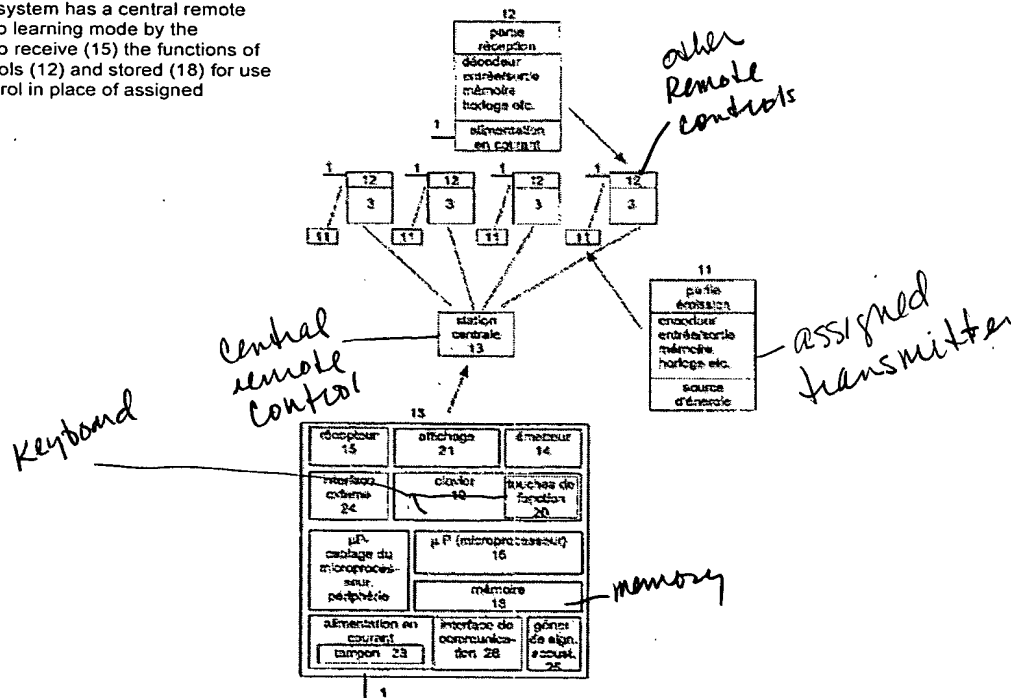 system has a central remote
o learning mode by the
o receive (15) the functions of
ols (12) and stored (18) for use
rol in place of assigned
12
partie
réception
décodeur
entrée/sortie
mémoire
horloge etc.
1
alimentation
en courant
other
Remote
controls
1 12 3 11
1 12 3 11
1 12 3 11
1 12 3 11
station
centrale
13
central
remote
control
11
partie
émission
encodeur
entrée/sortie
mémoire
horloge etc.
source
d'énergie
assigned
transmitter
Keyboard
13
récepteur
15
affichage
21
émetteur
14
interface
externe
24
clavier
19
touches de
fonction
20
µP-
cablage du
microproces-
seur,
périphérie
µP (microprocesseur)
16
mémoire
18
memory
alimentation en
courant
tampon 23
interface de
communica-
tion 28
génér.
de sign.
acoust.
25
1